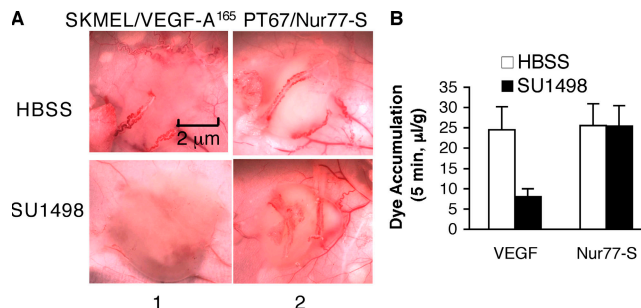 A
SKMEL/VEGF-A165 PT67/Nur77-S
HBSS
2 μm
SU1498
1 2
B
HBSS
SU1498
Dye Accumulation
(5 min, μl/g)
35
30
25
20
15
10
5
0
VEGF Nur77-S